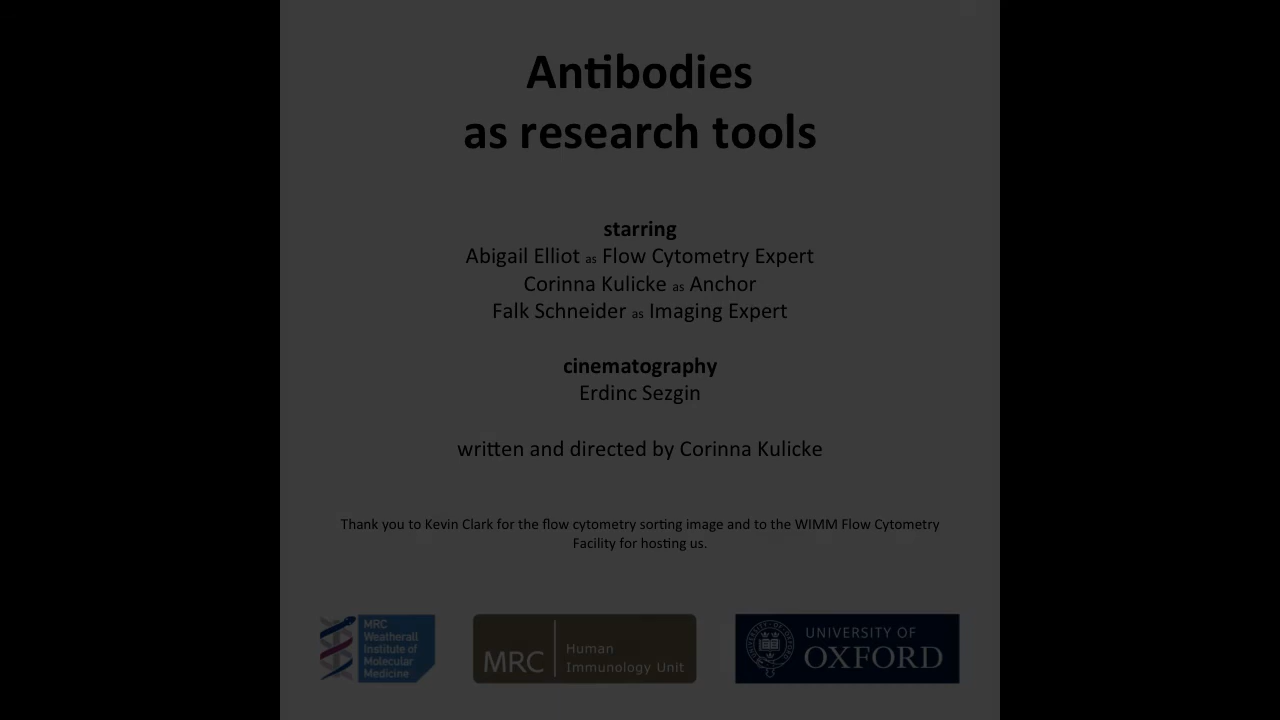 Antibodies
as research tools
starring
Abigail Elliot as Flow Cytometry Expert
Corinna Kulicke as Anchor
Falk Schneider as Imaging Expert
cinematography
Erdinc Sezgin
written and directed by Corinna Kulicke
Thank you to Kevin Clark for the flow cytometry sorting image and to the WIMM Flow Cytometry
Facility for hosting us.
MRC
Weatherall
Institute of
Molecular
Medicine
MRC
Human
Immunology Unit
UNIVERSITY OF
OXFORD